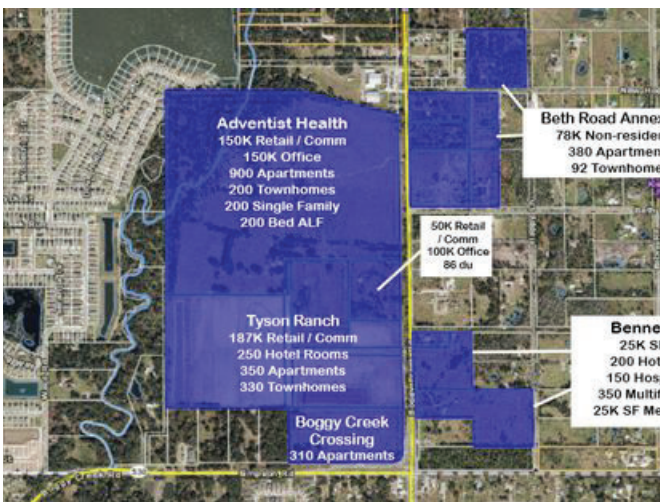 Adventist Health
150K Retail / Comm
150K Office
900 Apartments
200 Townhomes
200 Single Family
200 Bed ALF
Beth Road Annex
78K Non-residen
380 Apartmen
92 Townhome
50K Retail
/ Comm
100K Office
86 du
Tyson Ranch
187K Retail / Comm
250 Hotel Rooms
350 Apartments
330 Townhomes
Benne
25K S
200 Hot
150 Hos
350 Multif
25K SF Me
Boggy Creek
Crossing
310 Apartments
Simpson Rd